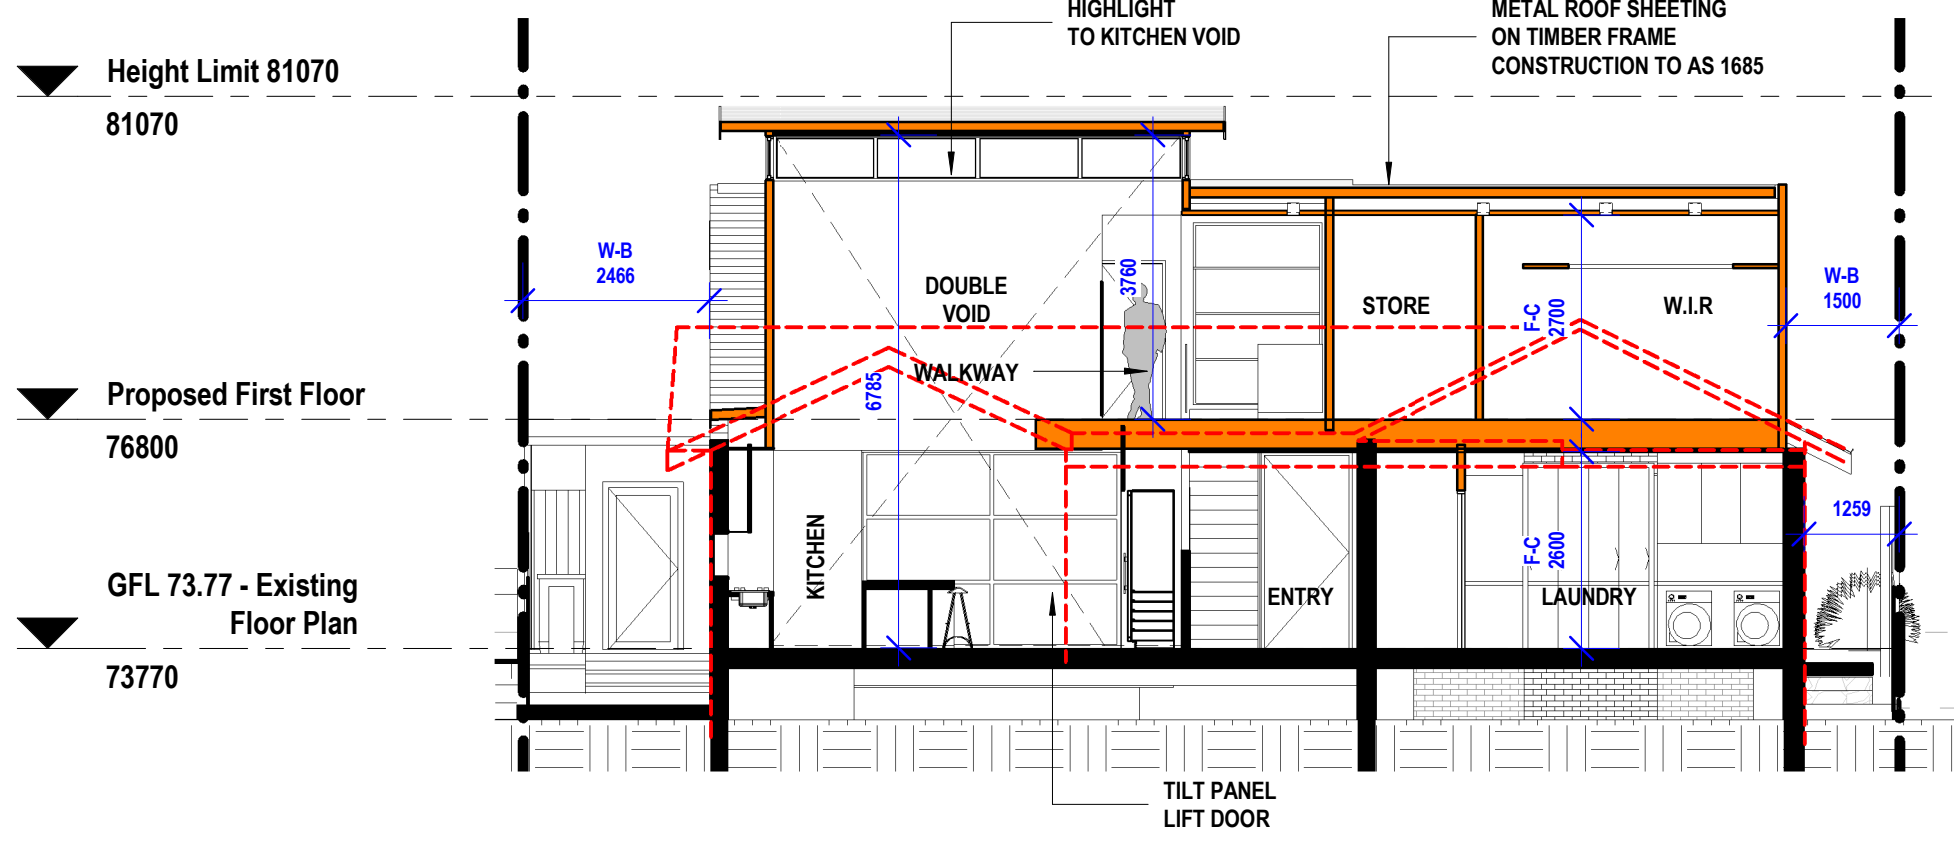 HIGHLIGHT
TO KITCHEN VOID
METAL ROOF SHEETING
ON TIMBER FRAME
CONSTRUCTION TO AS 1685
Height Limit 81070
81070
W-B
2466
DOUBLE
VOID
3760
STORE
F-C
2700
W.I.R
W-B
1500
WALKWAY
6785
Proposed First Floor
76800
KITCHEN
F-C
2600
1259
ENTRY
LAUNDRY
GFL 73.77 - Existing
Floor Plan
73770
TILT PANEL
LIFT DOOR